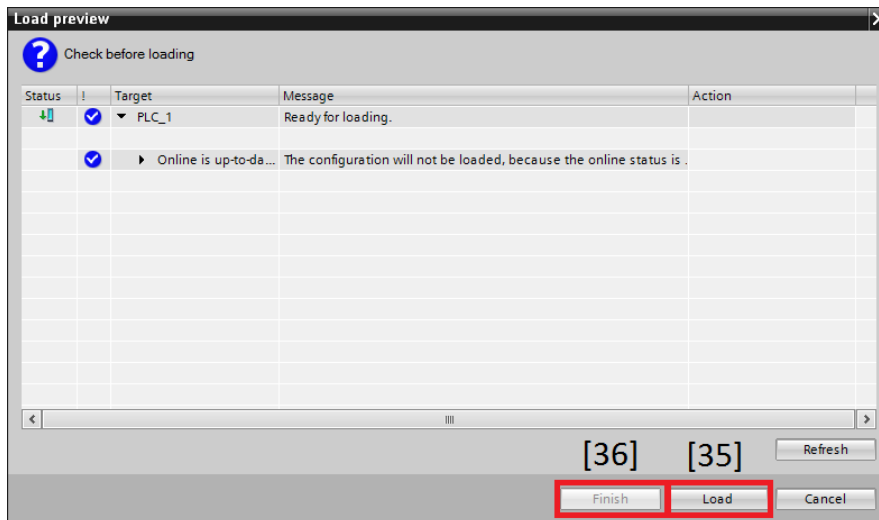 Load preview
Check before loading
Status ! Target Message Action
PLC_1 Ready for loading.
Online is up-to-da... The configuration will not be loaded, because the online status is .
[36] [35] Refresh
Finish Load Cancel